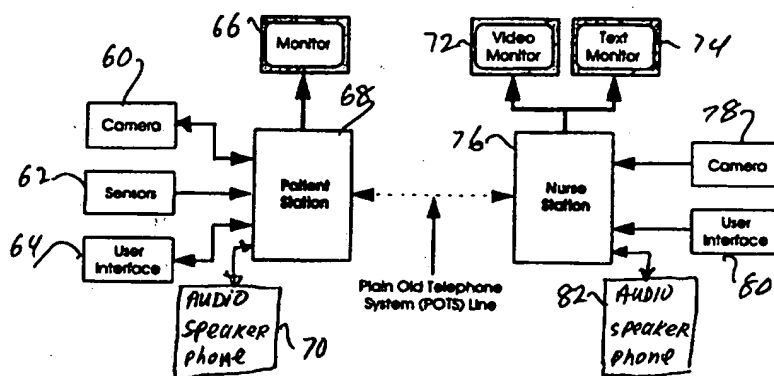 66
Monitor
72
Video
Monitor
Text
Monitor
74
60
Camera
68
76
78
Camera
62
Sensors
Patient
Station
Nurse
Station
64
User
Interface
User
Interface
80
Plain Old Telephone
System (POTS) Line
AUDIO
speaker
phone
70
82
AUDIO
speaker
phone